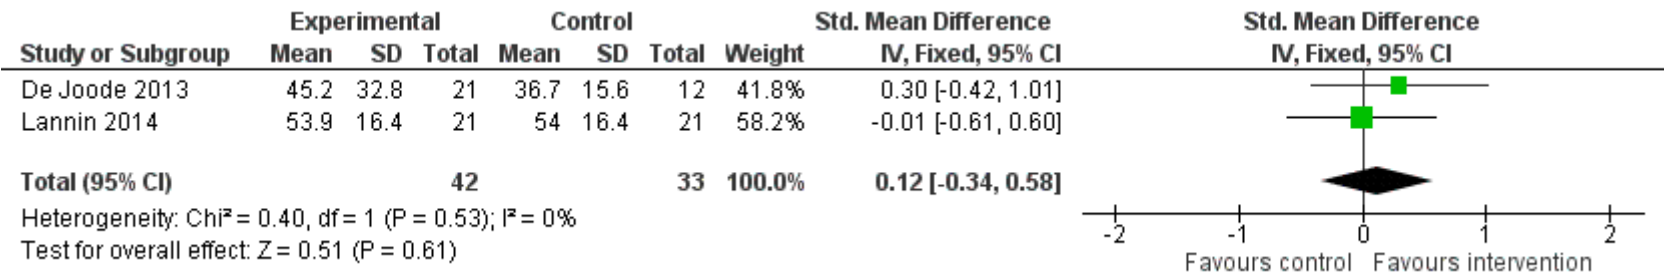 Experimental Control Std. Mean Difference Std. Mean Difference
Study or Subgroup Mean SD Total Mean SD Total Weight IV, Fixed, 95% CI IV, Fixed, 95% CI
De Joode 2013 45.2 32.8 21 36.7 15.6 12 41.8% 0.30 [-0.42, 1.01]
Lannin 2014 53.9 16.4 21 54 16.4 21 58.2% -0.01 [-0.61, 0.60]
Total (95% CI) 42 33 100.0% 0.12 [-0.34, 0.58]
Heterogeneity: Chi² = 0.40, df = 1 (P = 0.53); I² = 0%
Test for overall effect: Z = 0.51 (P = 0.61)
-2 -1 0 1 2
Favours control Favours intervention